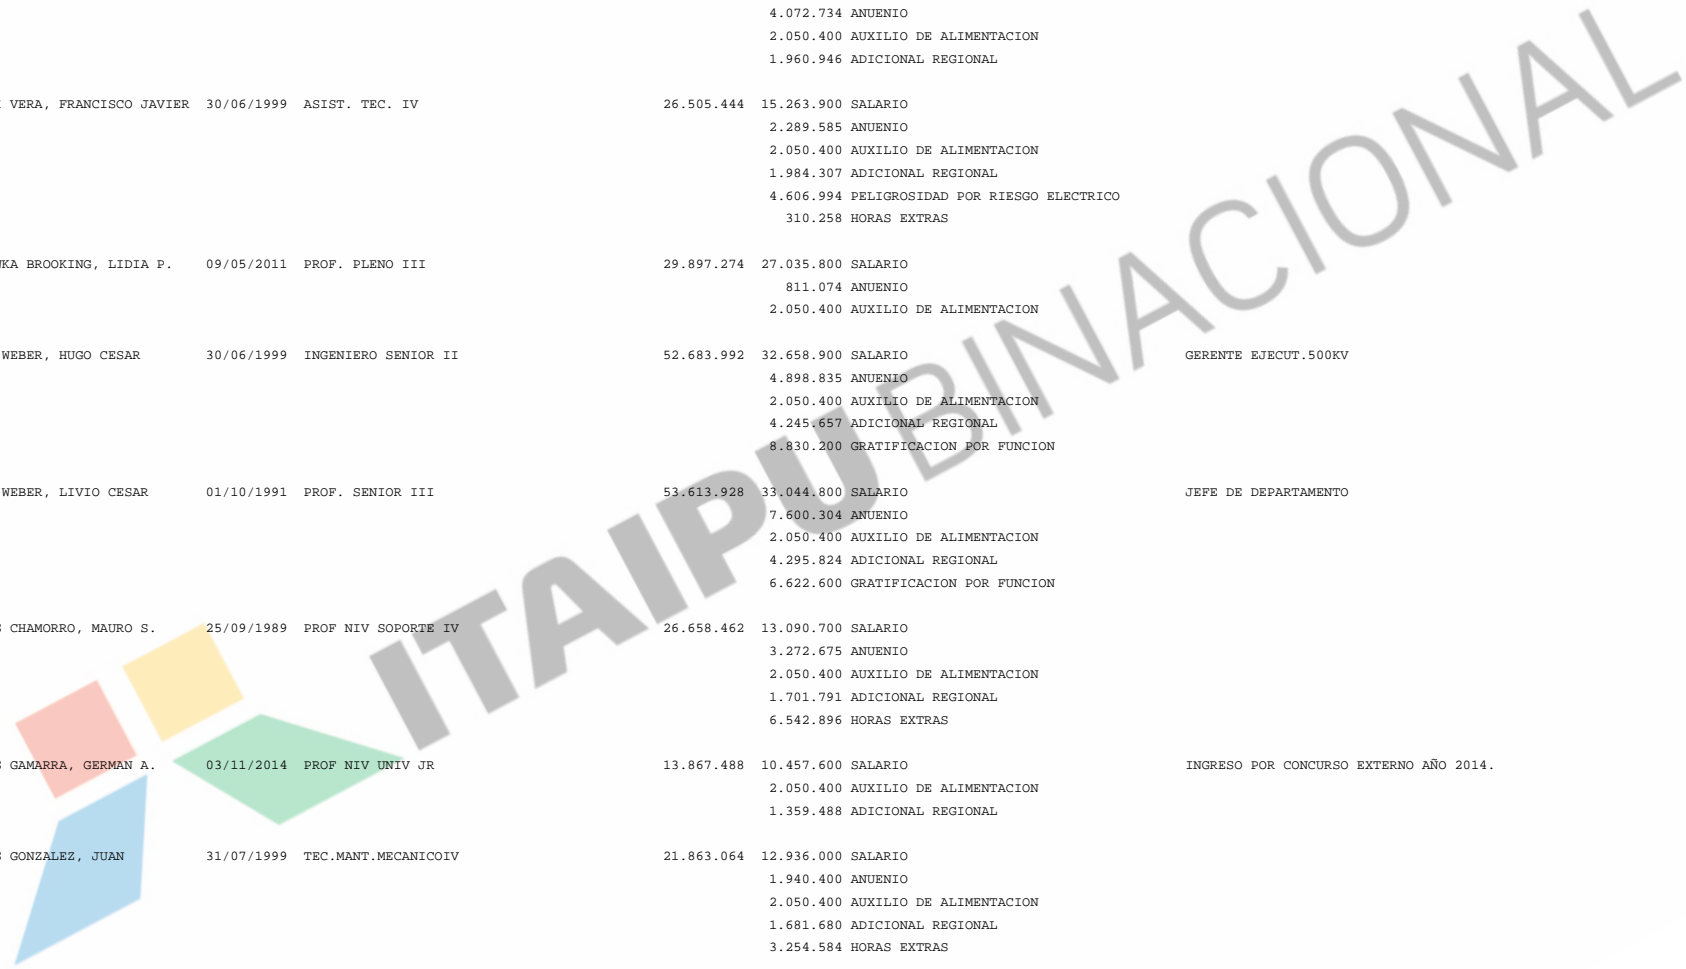 4.072.734 ANUENIO
2.050.400 AUXILIO DE ALIMENTACION
1.960.946 ADICIONAL REGIONAL
VERA, FRANCISCO JAVIER 30/06/1999 ASIST. TEC. IV 26.505.444 15.263.900 SALARIO
2.289.585 ANUENIO
2.050.400 AUXILIO DE ALIMENTACION
1.984.307 ADICIONAL REGIONAL
4.606.994 PELIGROSIDAD POR RIESGO ELECTRICO
310.258 HORAS EXTRAS
BROOKING, LIDIA P. 09/05/2011 PROF. PLENO III 29.897.274 27.035.800 SALARIO
811.074 ANUENIO
2.050.400 AUXILIO DE ALIMENTACION
WEBER, HUGO CESAR 30/06/1999 INGENIERO SENIOR II 52.683.992 32.658.900 SALARIO GERENTE EJECUT.500KV
4.898.835 ANUENIO
2.050.400 AUXILIO DE ALIMENTACION
4.245.657 ADICIONAL REGIONAL
8.830.200 GRATIFICACION POR FUNCION
WEBER, LIVIO CESAR 01/10/1991 PROF. SENIOR III 53.613.928 33.044.800 SALARIO JEFE DE DEPARTAMENTO
7.600.304 ANUENIO
2.050.400 AUXILIO DE ALIMENTACION
4.295.824 ADICIONAL REGIONAL
6.622.600 GRATIFICACION POR FUNCION
CHAMORRO, MAURO S. 25/09/1989 PROF NIV SOPORTE IV 26.658.462 13.090.700 SALARIO
3.272.675 ANUENIO
2.050.400 AUXILIO DE ALIMENTACION
1.701.791 ADICIONAL REGIONAL
6.542.896 HORAS EXTRAS
GAMARRA, GERMAN A. 03/11/2014 PROF NIV UNIV JR 13.867.488 10.457.600 SALARIO INGRESO POR CONCURSO EXTERNO AÑO 2014.
2.050.400 AUXILIO DE ALIMENTACION
1.359.488 ADICIONAL REGIONAL
GONZALEZ, JUAN 31/07/1999 TEC.MANT.MECANICOIV 21.863.064 12.936.000 SALARIO
1.940.400 ANUENIO
2.050.400 AUXILIO DE ALIMENTACION
1.681.680 ADICIONAL REGIONAL
3.254.584 HORAS EXTRAS
ITAIPU BINACIONAL